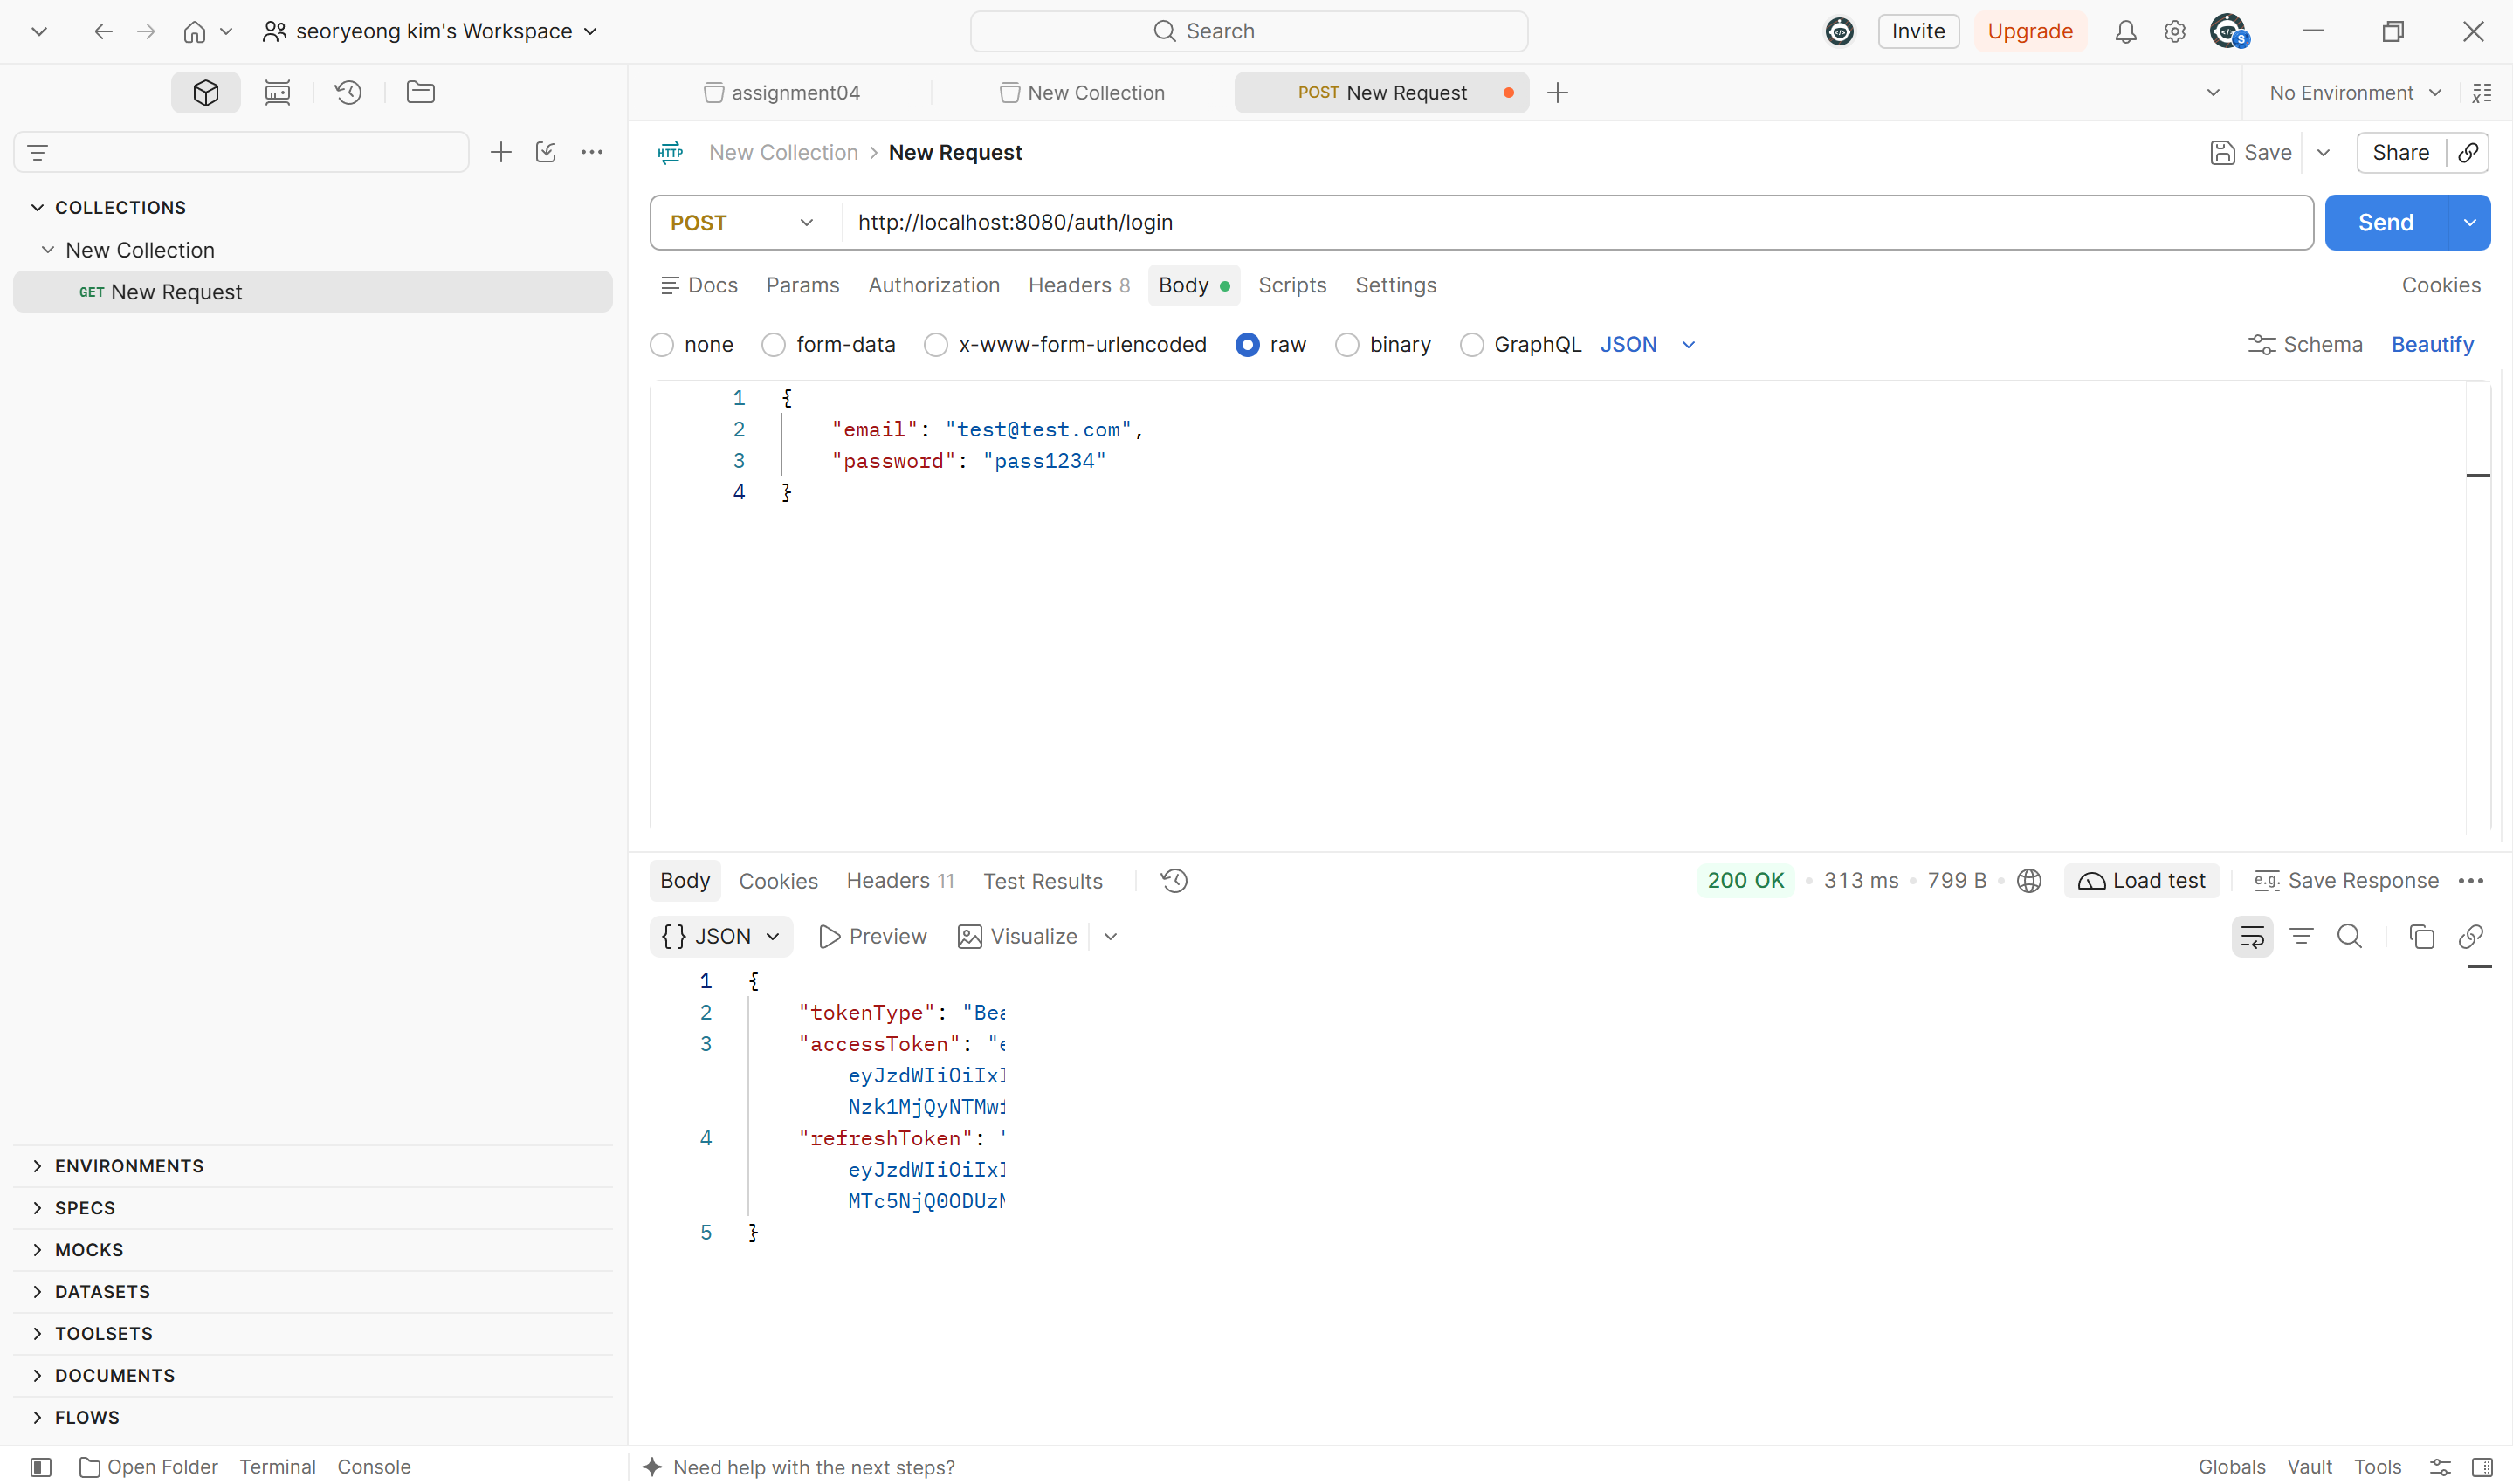 seoryeong kim's Workspace
Search
Invite
Upgrade
assignment04
New Collection
POST New Request
No Environment
New Collection > New Request
Save
Share
COLLECTIONS
New Collection
GET New Request
POST
http://localhost:8080/auth/login
Send
Docs
Params
Authorization
Headers 8
Body
Scripts
Settings
Cookies
none
form-data
x-www-form-urlencoded
raw
binary
GraphQL
JSON
Schema
Beautify
1 {
2 "email": "test@test.com",
3 "password": "pass1234"
4 }
Body
Cookies
Headers 11
Test Results
200 OK
313 ms
799 B
Load test
e.g. Save Response
{} JSON
Preview
Visualize
1 {
2 "tokenType": "Bea
3 "accessToken": "e
eyJzdWIiOiIxI
Nzk1MjQyNTMwf
4 "refreshToken": "
eyJzdWIiOiIxI
MTc5NjQ0ODUzN
5 }
ENVIRONMENTS
SPECS
MOCKS
DATASETS
TOOLSETS
DOCUMENTS
FLOWS
Open Folder
Terminal
Console
Need help with the next steps?
Globals
Vault
Tools